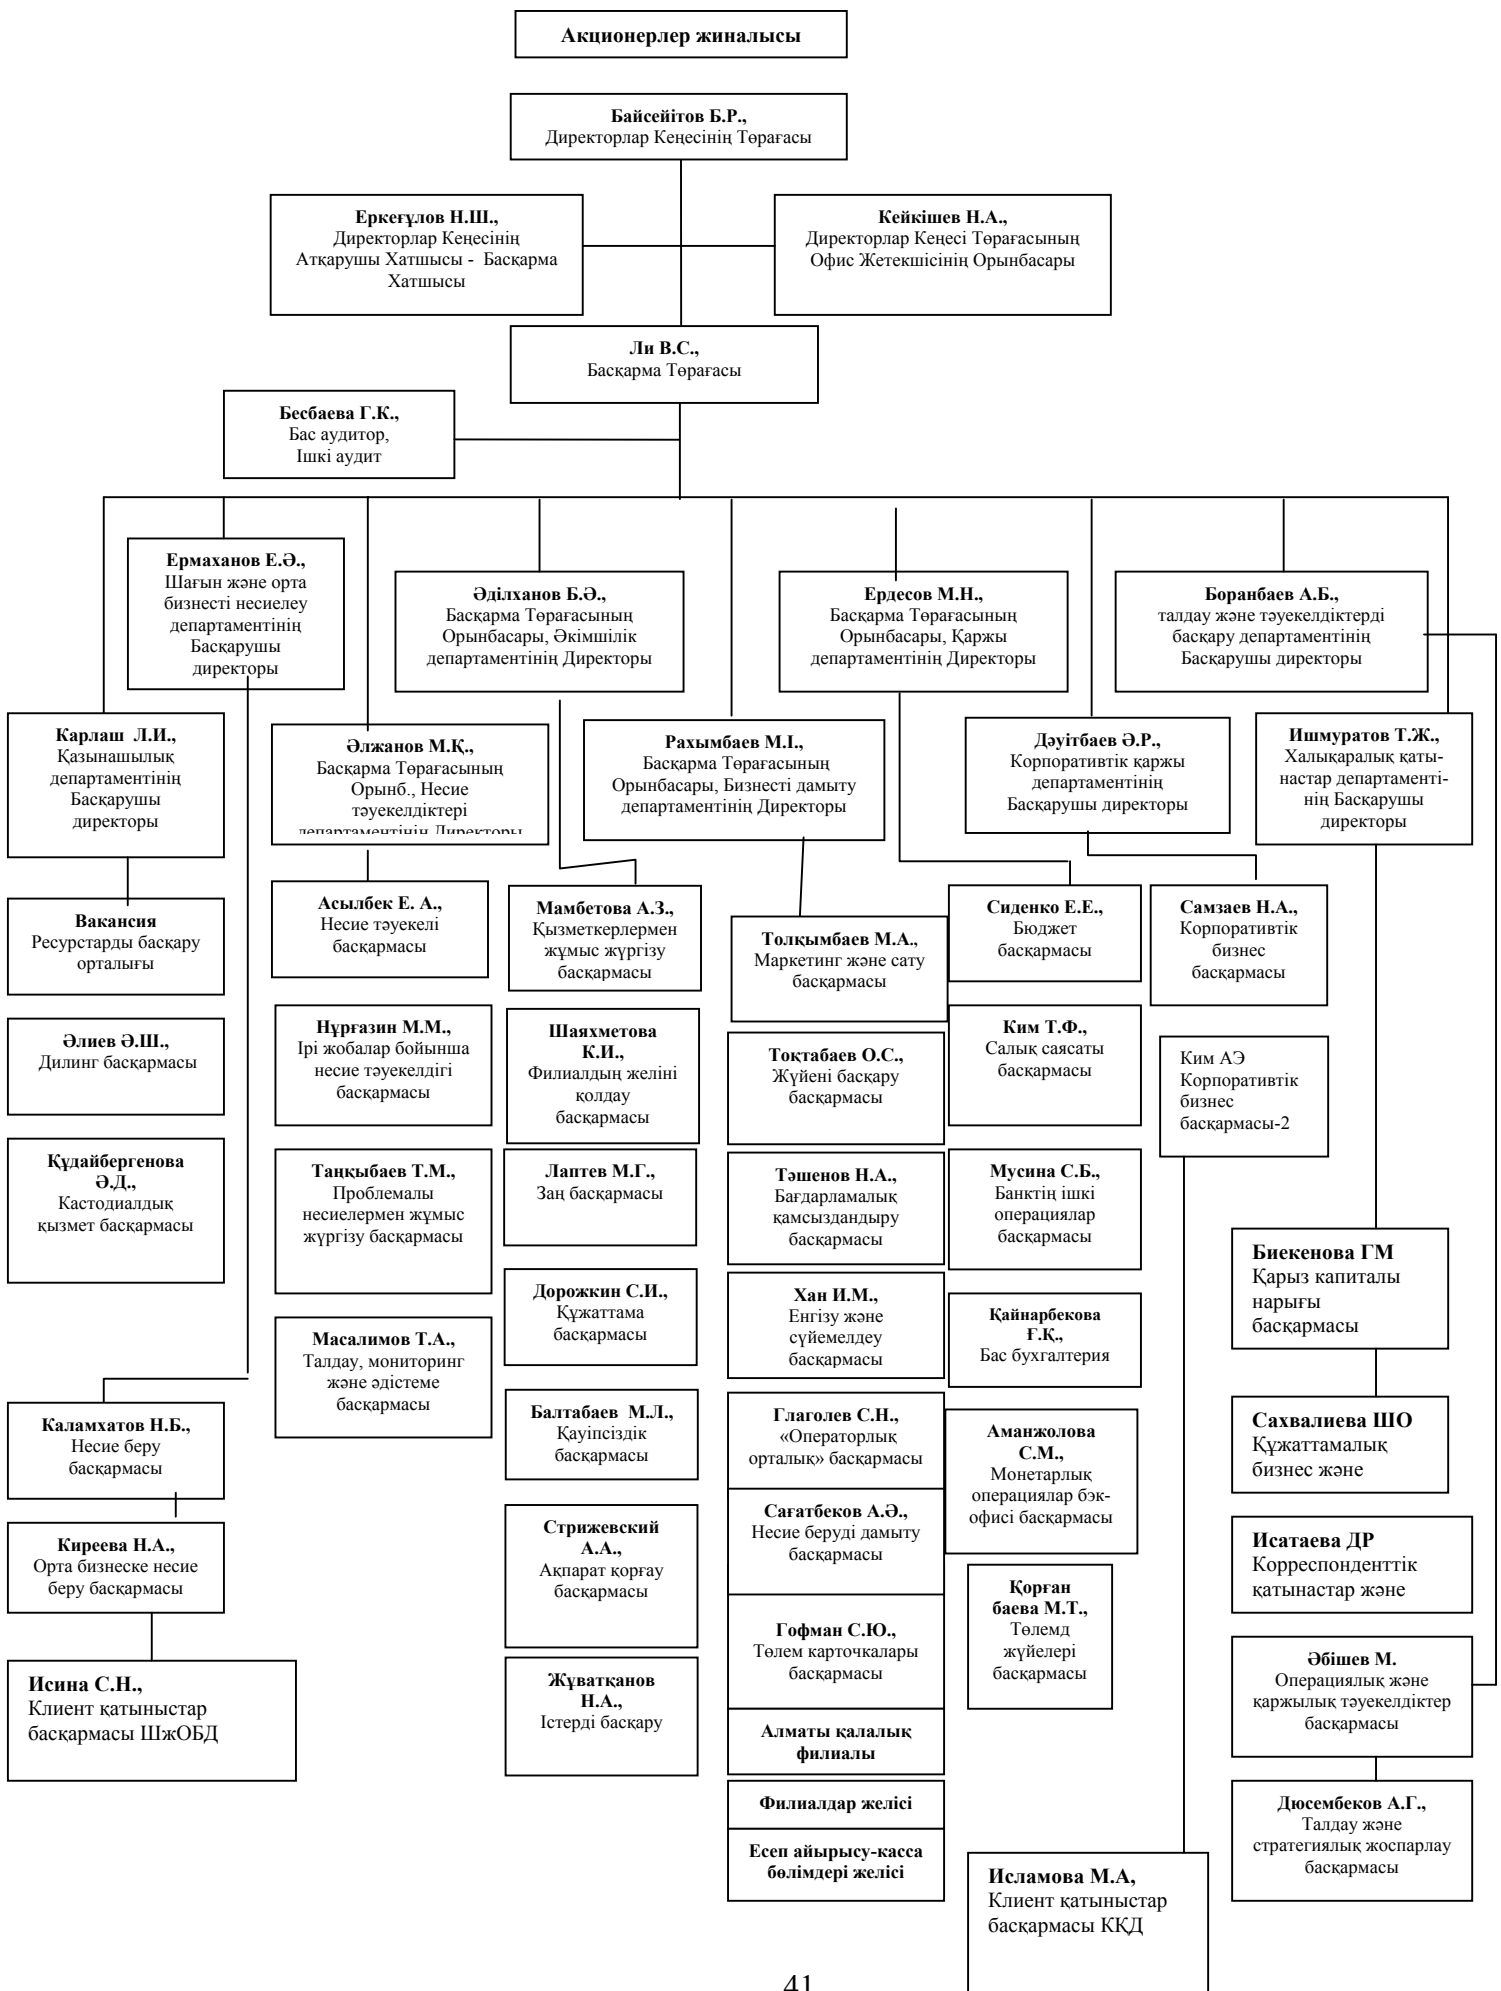 Акционерлер жиналысы
Байсейітов Б.Р.,
Директорлар Кеңесінің Төрағасы
Еркеғұлов Н.Ш.,
Директорлар Кеңесінің
Атқарушы Хатшысы - Басқарма
Хатшысы
Кейкішев Н.А.,
Директорлар Кеңесі Төрағасының
Офис Жетекшісінің Орынбасары
Ли В.С.,
Басқарма Төрағасы
Бесбаева Г.К.,
Бас аудитор,
Ішкі аудит
Ермаханов Е.Ә.,
Шағын және орта
бизнесті несиелеу
департаментінің
Басқарушы
директоры
Әділханов Б.Ә.,
Басқарма Төрағасының
Орынбасары, Әкімшілік
департаментінің Директоры
Ердесов М.Н.,
Басқарма Төрағасының
Орынбасары, Қаржы
департаментінің Директоры
Боранбаев А.Б.,
талдау және тәуекелдіктерді
басқару департаментінің
Басқарушы директоры
Карлаш Л.И.,
Қазынашылық
департаментінің
Басқарушы
директоры
Әлжанов М.Қ.,
Басқарма Төрағасының
Орынб., Несие
тәуекелдіктері
департаментінің Директоры
Рахымбаев М.І.,
Басқарма Төрағасының
Орынбасары, Бизнесті дамыту
департаментінің Директоры
Дәуітбаев Ә.Р.,
Корпоративтік қаржы
департаментінің
Басқарушы директоры
Ишмуратов Т.Ж.,
Халықаралық қаты-
настар департаменті-
нің Басқарушы
директоры
Вакансия
Ресурстарды басқару
орталығы
Әлиев Ә.Ш.,
Дилинг басқармасы
Құдайбергенова
Ә.Д.,
Кастодиалдық
қызмет басқармасы
Каламхатов Н.Б.,
Несие беру
басқармасы
Киреева Н.А.,
Орта бизнеске несие
беру басқармасы
Исина С.Н.,
Клиент қатыныстар
басқармасы ШжОБД
Асылбек Е. А.,
Несие тәуекелі
басқармасы
Нұрғазин М.М.,
Ірі жобалар бойынша
несие тәуекелдігі
басқармасы
Таңқыбаев Т.М.,
Проблемалы
несиелермен жұмыс
жүргізу басқармасы
Масалимов Т.А.,
Талдау, мониторинг
және әдістеме
басқармасы
Мамбетова А.З.,
Қызметкерлермен
жұмыс жүргізу
басқармасы
Шаяхметова
К.И.,
Филиалдың желіні
қолдау
басқармасы
Лаптев М.Г.,
Заң басқармасы
Дорожкин С.И.,
Құжаттама
басқармасы
Балтабаев М.Л.,
Қауіпсіздік
басқармасы
Стрижевский
А.А.,
Ақпарат қорғау
басқармасы
Жұватқанов
Н.А.,
Істерді басқару
Толқымбаев М.А.,
Маркетинг және сату
басқармасы
Тоқтабаев О.С.,
Жүйені басқару
басқармасы
Тәшенов Н.А.,
Бағдарламалық
қамсыздандыру
басқармасы
Хан И.М.,
Енгізу және
сүйемелдеу
басқармасы
Глаголев С.Н.,
«Операторлық
орталық» басқармасы
Сағатбеков А.Ә.,
Несие беруді дамыту
басқармасы
Гофман С.Ю.,
Төлем карточкалары
басқармасы
Алматы қалалық
филиалы
Филиалдар желісі
Есеп айырысу-касса
бөлімдері желісі
Сиденко Е.Е.,
Бюджет
басқармасы
Ким Т.Ф.,
Салық саясаты
басқармасы
Мусина С.Б.,
Банктің ішкі
операциялар
басқармасы
Қайнарбекова
Ғ.Қ.,
Бас бухгалтерия
Аманжолова
С.М.,
Монетарлық
операциялар бэк-
офисі басқармасы
Қорған
баева М.Т.,
Төлемд
жүйелері
басқармасы
Самзаев Н.А.,
Корпоративтік
бизнес
басқармасы
Ким АЭ
Корпоративтік
бизнес
басқармасы-2
Исламова М.А,
Клиент қатыныстар
басқармасы ККД
Биекенова ГМ
Қарыз капиталы
нарығы
басқармасы
Сахвалиева ШО
Құжаттамалық
бизнес және
Исатаева ДР
Корреспонденттік
қатынастар және
Әбішев М.
Операциялық және
қаржылық тәуекелдіктер
басқармасы
Дюсембеков А.Г.,
Талдау және
стратегиялық жоспарлау
басқармасы
41